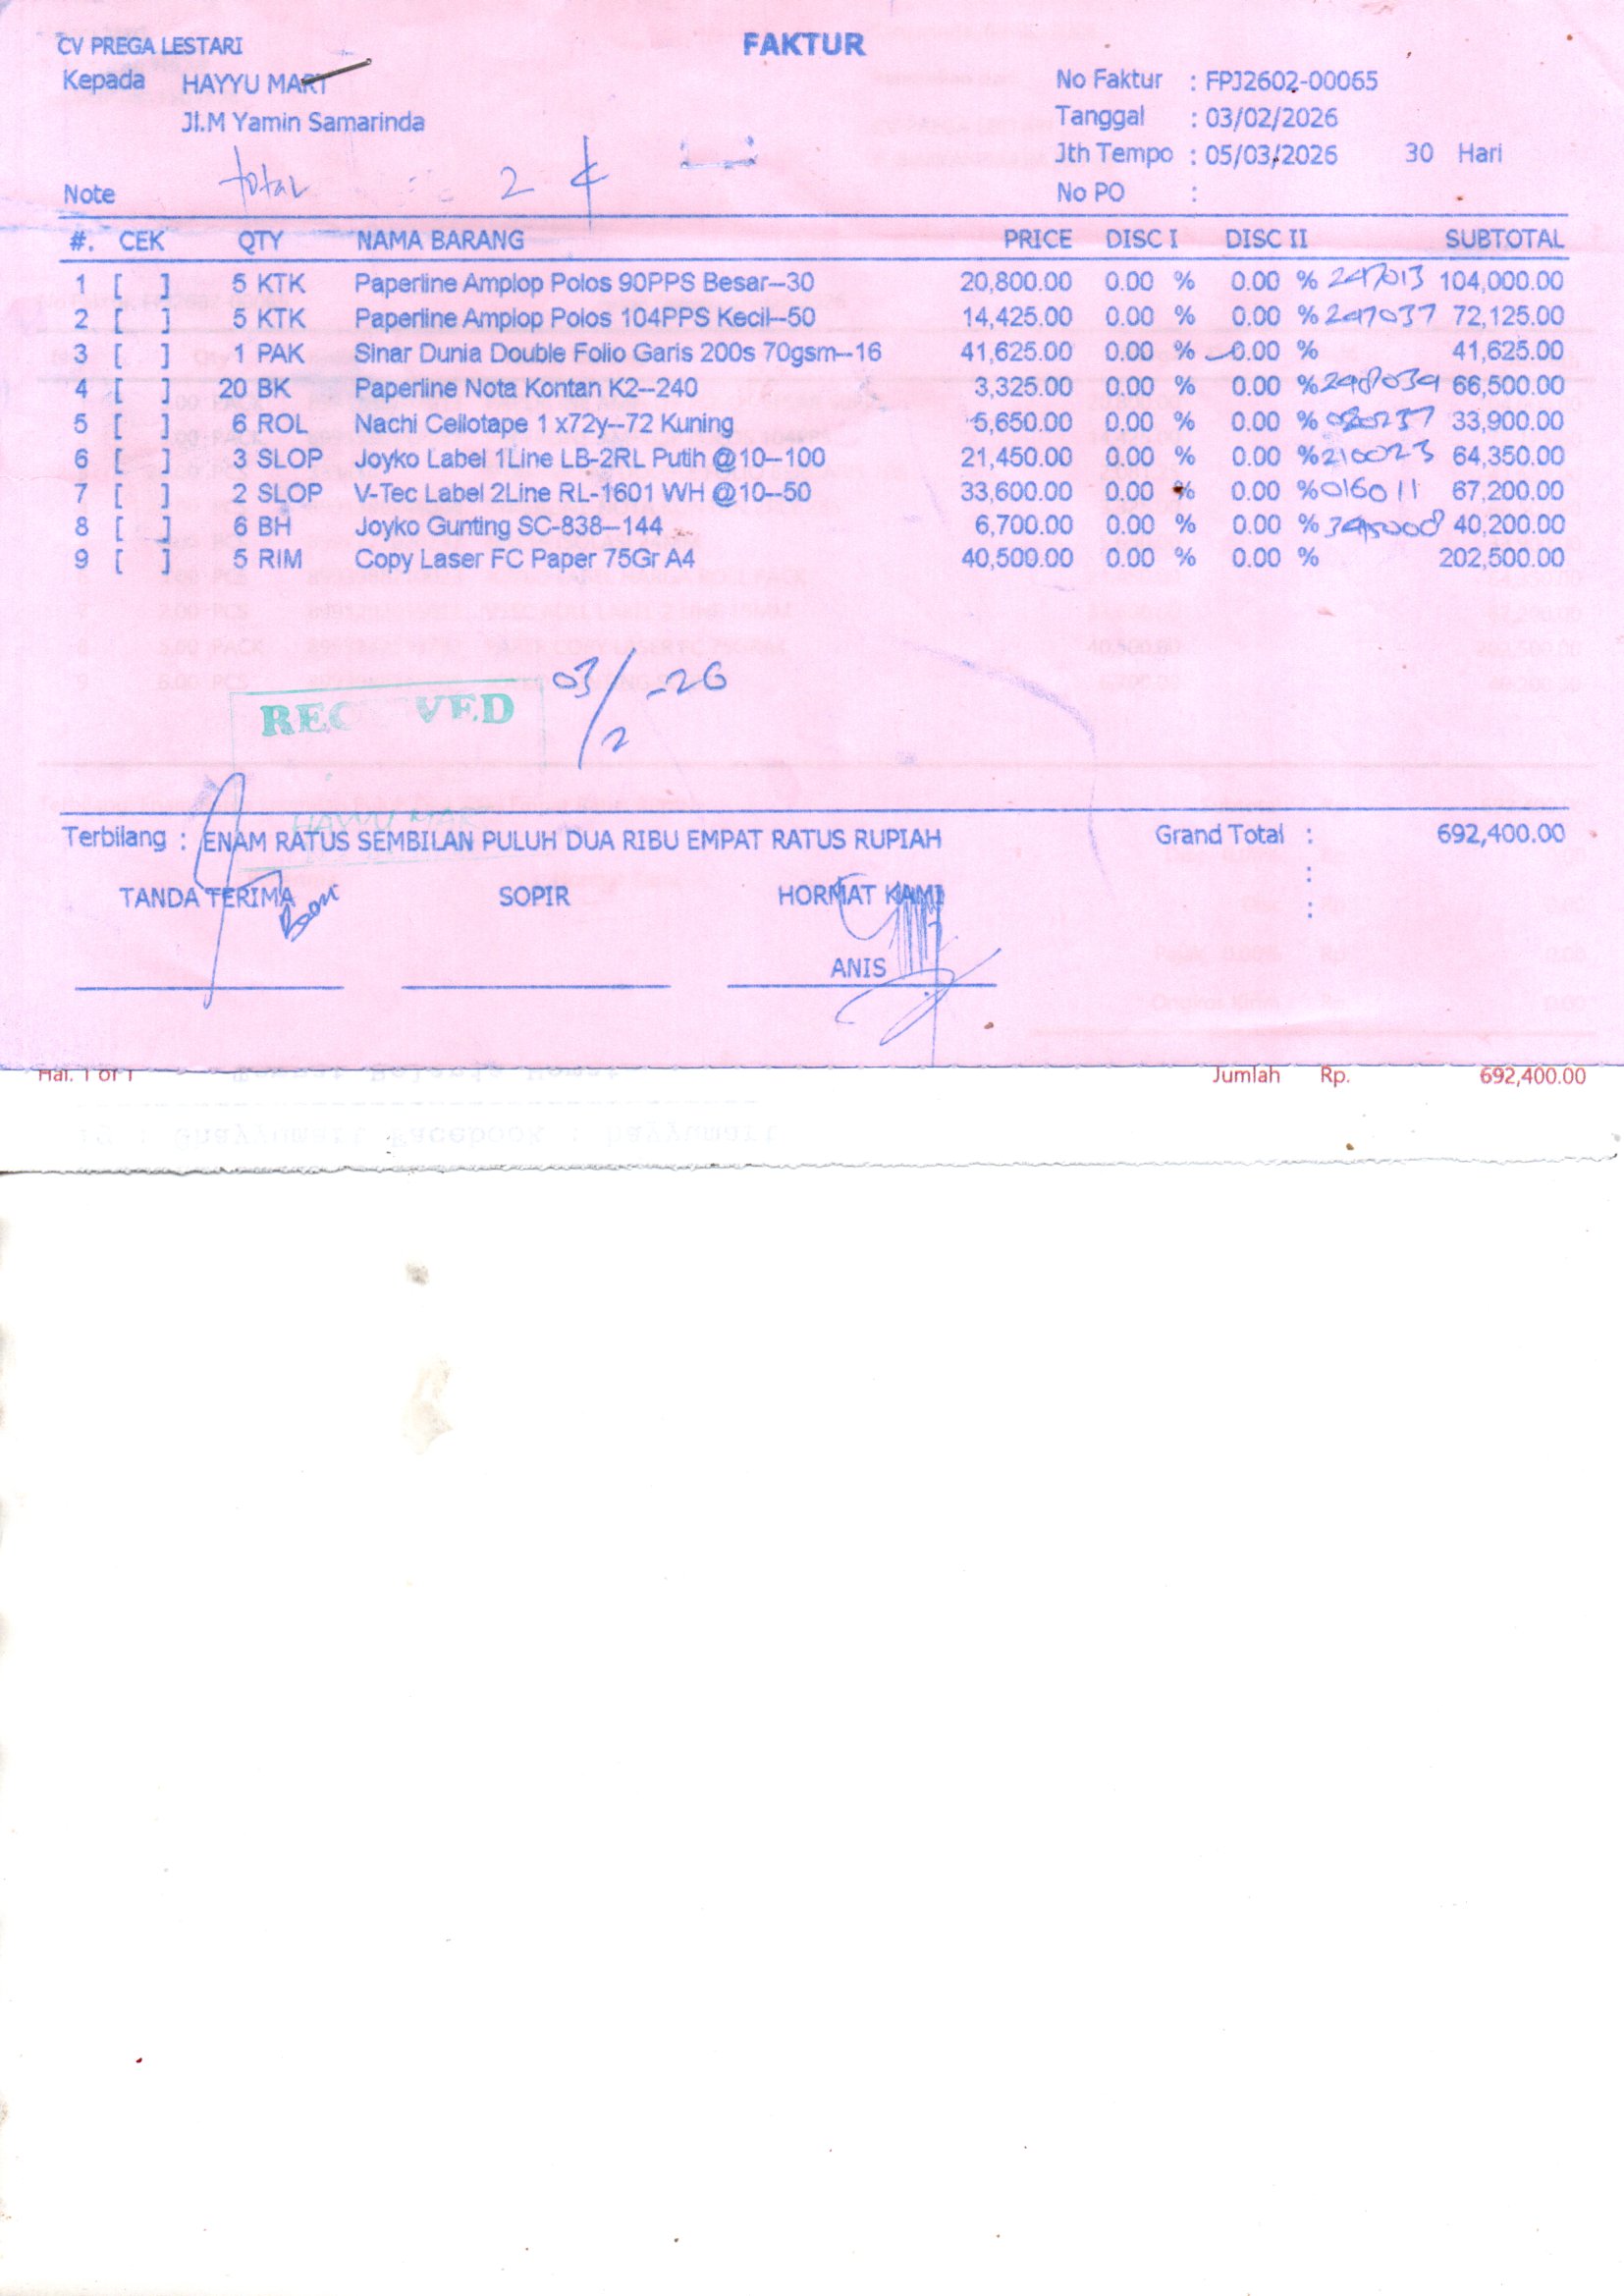 CV PREGA LESTARI
FAKTUR
Kepada HAYYU MART
Jl.M Yamin Samarinda
No Faktur : FPJ2602-00065
Tanggal : 03/02/2026
Jth Tempo : 05/03/2026 30 Hari
No PO :
Note total 2
#. CEK QTY NAMA BARANG PRICE DISC I DISC II SUBTOTAL
1 [ ] 5 KTK Paperline Amplop Polos 90PPS Besar--30 20,800.00 0.00 % 0.00 % 247013 104,000.00
2 [ ] 5 KTK Paperline Amplop Polos 104PPS Kecil--50 14,425.00 0.00 % 0.00 % 247037 72,125.00
3 [ ] 1 PAK Sinar Dunia Double Folio Garis 200s 70gsm--16 41,625.00 0.00 % 0.00 % 41,625.00
4 [ ] 20 BK Paperline Nota Kontan K2--240 3,325.00 0.00 % 0.00 % 66,500.00
5 [ ] 6 ROL Nachi Cellotape 1 x72y--72 Kuning 5,650.00 0.00 % 0.00 % 33,900.00
6 [ ] 3 SLOP Joyko Label 1Line LB-2RL Putih @10--100 21,450.00 0.00 % 0.00 % 210023 64,350.00
7 [ ] 2 SLOP V-Tec Label 2Line RL-1601 WH @10--50 33,600.00 0.00 % 0.00 % 016011 67,200.00
8 [ ] 6 BH Joyko Gunting SC-838--144 6,700.00 0.00 % 0.00 % 40,200.00
9 [ ] 5 RIM Copy Laser FC Paper 75Gr A4 40,500.00 0.00 % 0.00 % 202,500.00
RECEIVED 03/2-26
HAYYU MART
Terbilang : ENAM RATUS SEMBILAN PULUH DUA RIBU EMPAT RATUS RUPIAH
Grand Total : 692,400.00
:
:
TANDA TERIMA SOPIR HORMAT KAMI
ANIS
Hal. 1 of 1 Jumlah Rp. 692,400.00